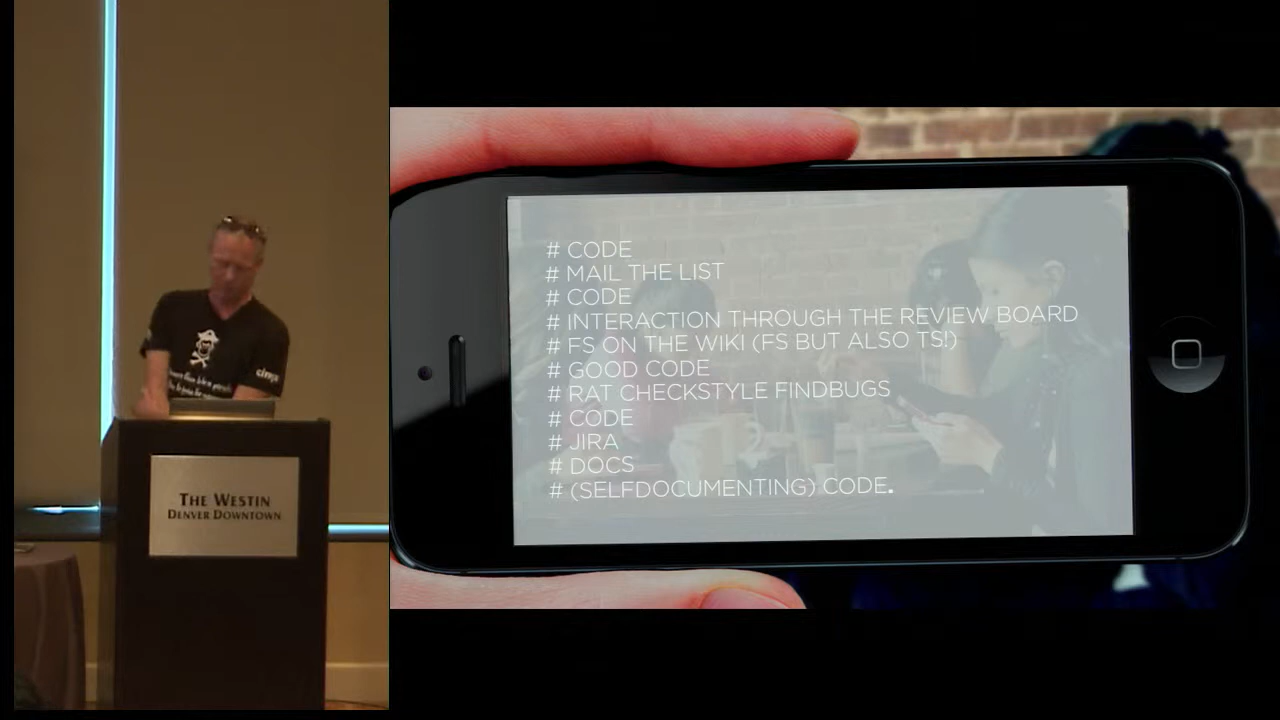 citrix
THE WESTIN
DENVER DOWNTOWN
# CODE
# MAIL THE LIST
# CODE
# INTERACTION THROUGH THE REVIEW BOARD
# FS ON THE WIKI (FS BUT ALSO TS!)
# GOOD CODE
# RAT CHECKSTYLE FINDBUGS
# CODE
# JIRA
# DOCS
# (SELFDOCUMENTING) CODE.